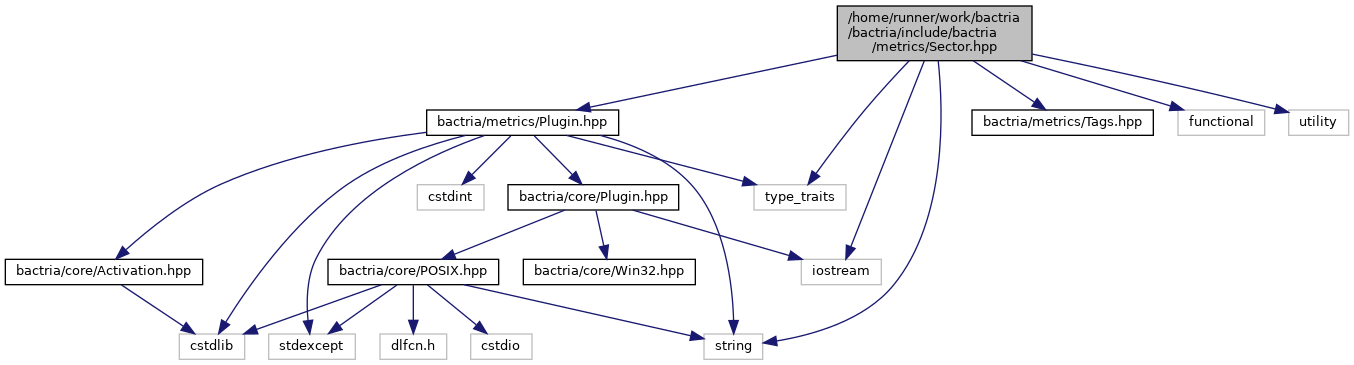 /home/runner/work/bactria
/bactria/include/bactria
/metrics/Sector.hpp
bactria/metrics/Plugin.hpp
bactria/metrics/Tags.hpp
functional
utility
cstdint
bactria/core/Plugin.hpp
type_traits
bactria/core/Activation.hpp
bactria/core/POSIX.hpp
bactria/core/Win32.hpp
iostream
cstdlib
stdexcept
dlfcn.h
cstdio
string